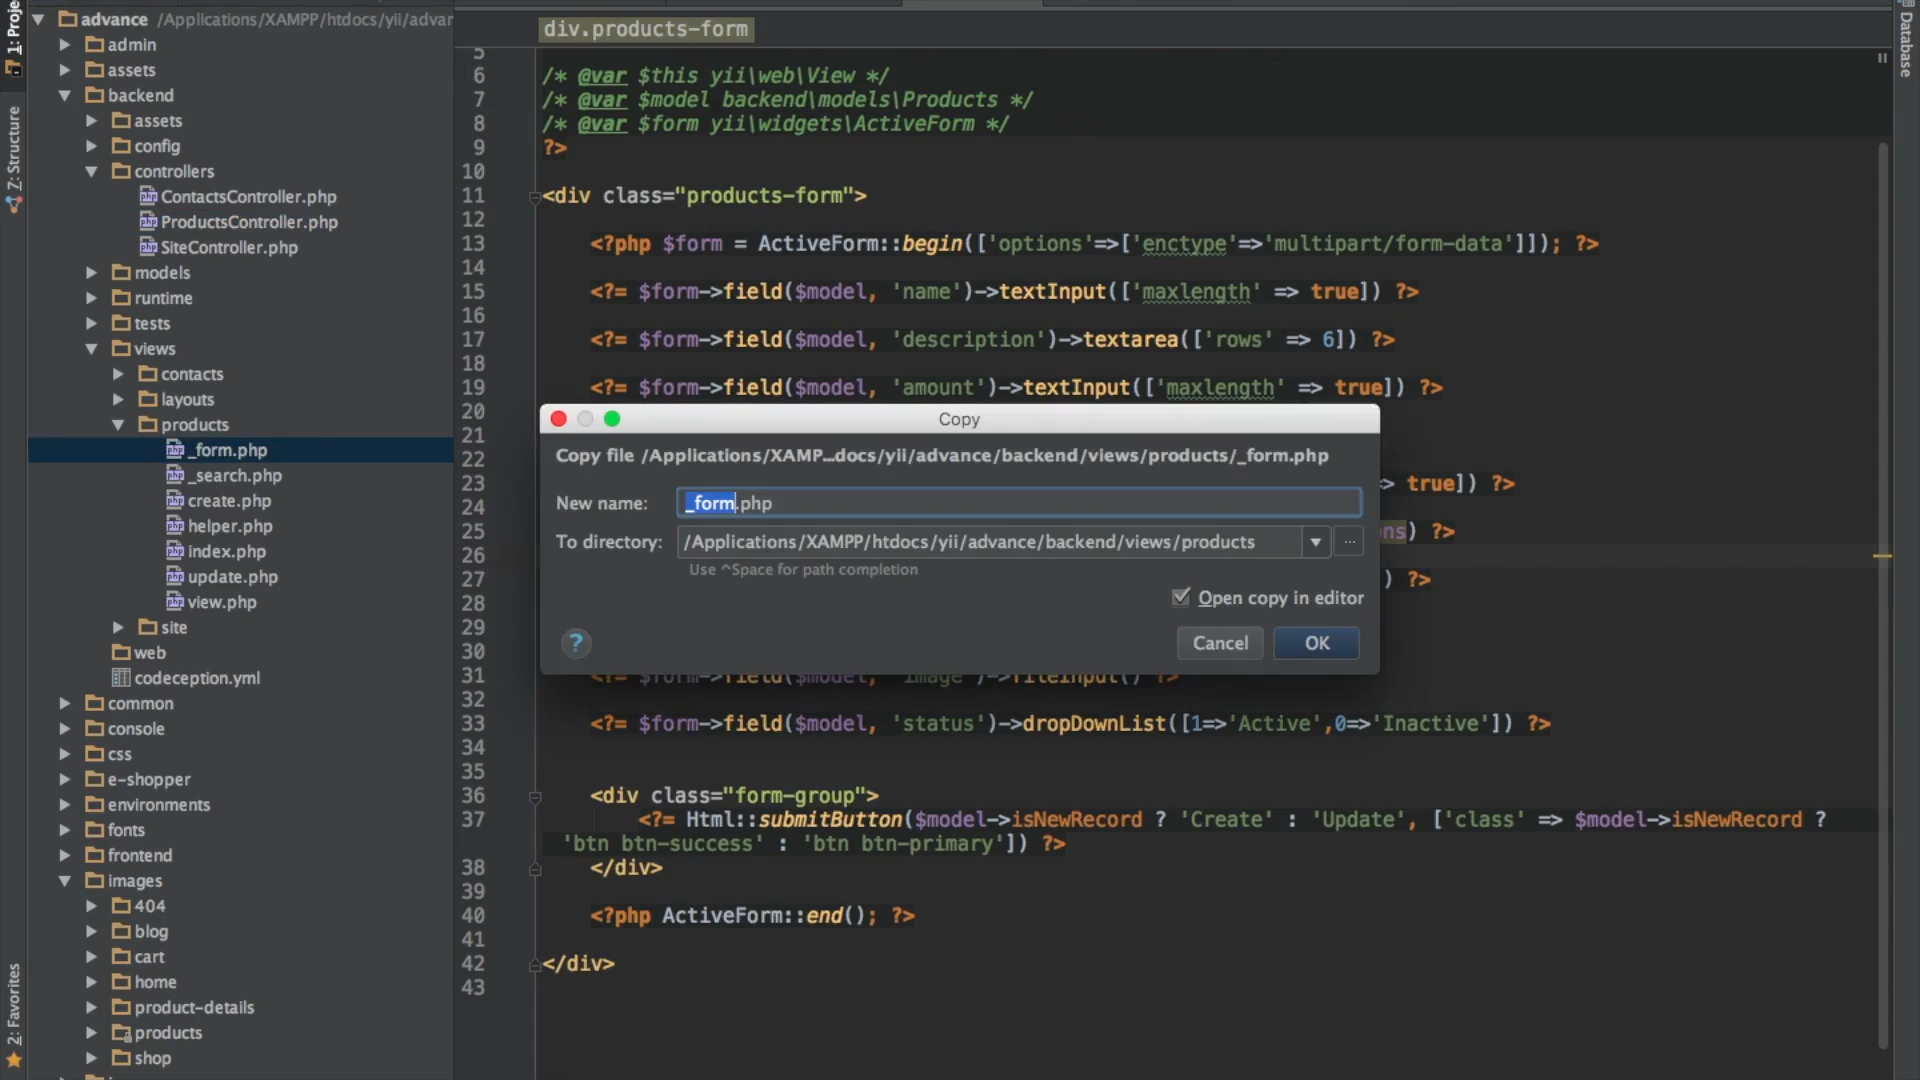 1: Proje
Z: Structure
2: Favorites
Database
advance /Applications/XAMPP/htdocs/yii/advan
admin
assets
backend
assets
config
controllers
ContactsController.php
ProductsController.php
SiteController.php
models
runtime
tests
views
contacts
layouts
products
_form.php
_search.php
create.php
helper.php
index.php
update.php
view.php
site
web
codeception.yml
common
console
css
e-shopper
environments
fonts
frontend
images
404
blog
cart
home
product-details
products
shop
div.products-form
5
6 /* @var $this yii\web\View */
7 /* @var $model backend\models\Products */
8 /* @var $form yii\widgets\ActiveForm */
9 ?>
10
11 <div class="products-form">
12
13 <?php $form = ActiveForm::begin(['options'=>['enctype'=>'multipart/form-data']]); ?>
14
15 <?= $form->field($model, 'name')->textInput(['maxlength' => true]) ?>
16
17 <?= $form->field($model, 'description')->textarea(['rows' => 6]) ?>
18
19 <?= $form->field($model, 'amount')->textInput(['maxlength' => true]) ?>
20
21
22
23 > true]) ?>
24
25 ns) ?>
26
27 ) ?>
28
29
30
31 <?= $form->field($model, 'image')->fileInput() ?>
32
33 <?= $form->field($model, 'status')->dropDownList([1=>'Active',0=>'Inactive']) ?>
34
35
36 <div class="form-group">
37 <?= Html::submitButton($model->isNewRecord ? 'Create' : 'Update', ['class' => $model->isNewRecord ?
'btn btn-success' : 'btn btn-primary']) ?>
38 </div>
39
40 <?php ActiveForm::end(); ?>
41
42 </div>
43
Copy
Copy file /Applications/XAMP...docs/yii/advance/backend/views/products/_form.php
New name: _form.php
To directory: /Applications/XAMPP/htdocs/yii/advance/backend/views/products ...
Use ^Space for path completion
Open copy in editor
? Cancel OK